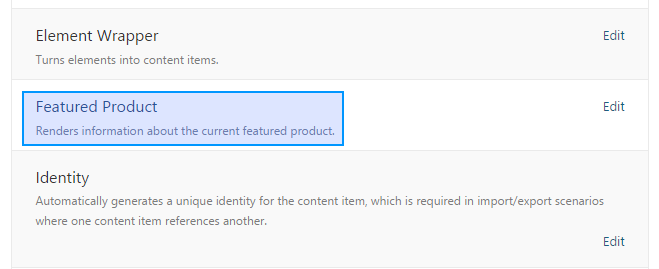 Element Wrapper
Edit
Turns elements into content items.
Featured Product
Edit
Renders information about the current featured product.
Identity
Automatically generates a unique identity for the content item, which is required in import/export scenarios
where one content item references another.
Edit